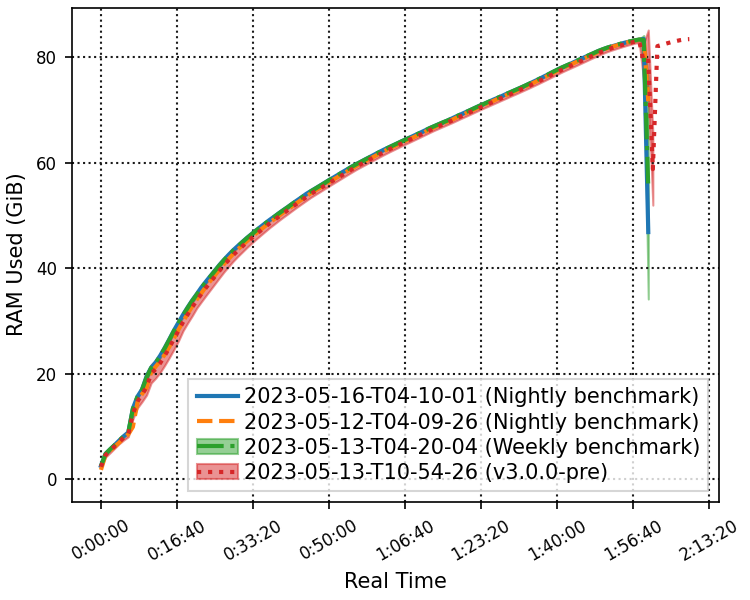 80
60
40
20
0
RAM Used (GiB)
2023-05-16-T04-10-01 (Nightly benchmark)
2023-05-12-T04-09-26 (Nightly benchmark)
2023-05-13-T04-20-04 (Weekly benchmark)
2023-05-13-T10-54-26 (v3.0.0-pre)
0:00:00 0:16:40 0:33:20 0:50:00 1:06:40 1:23:20 1:40:00 1:56:40 2:13:20
Real Time